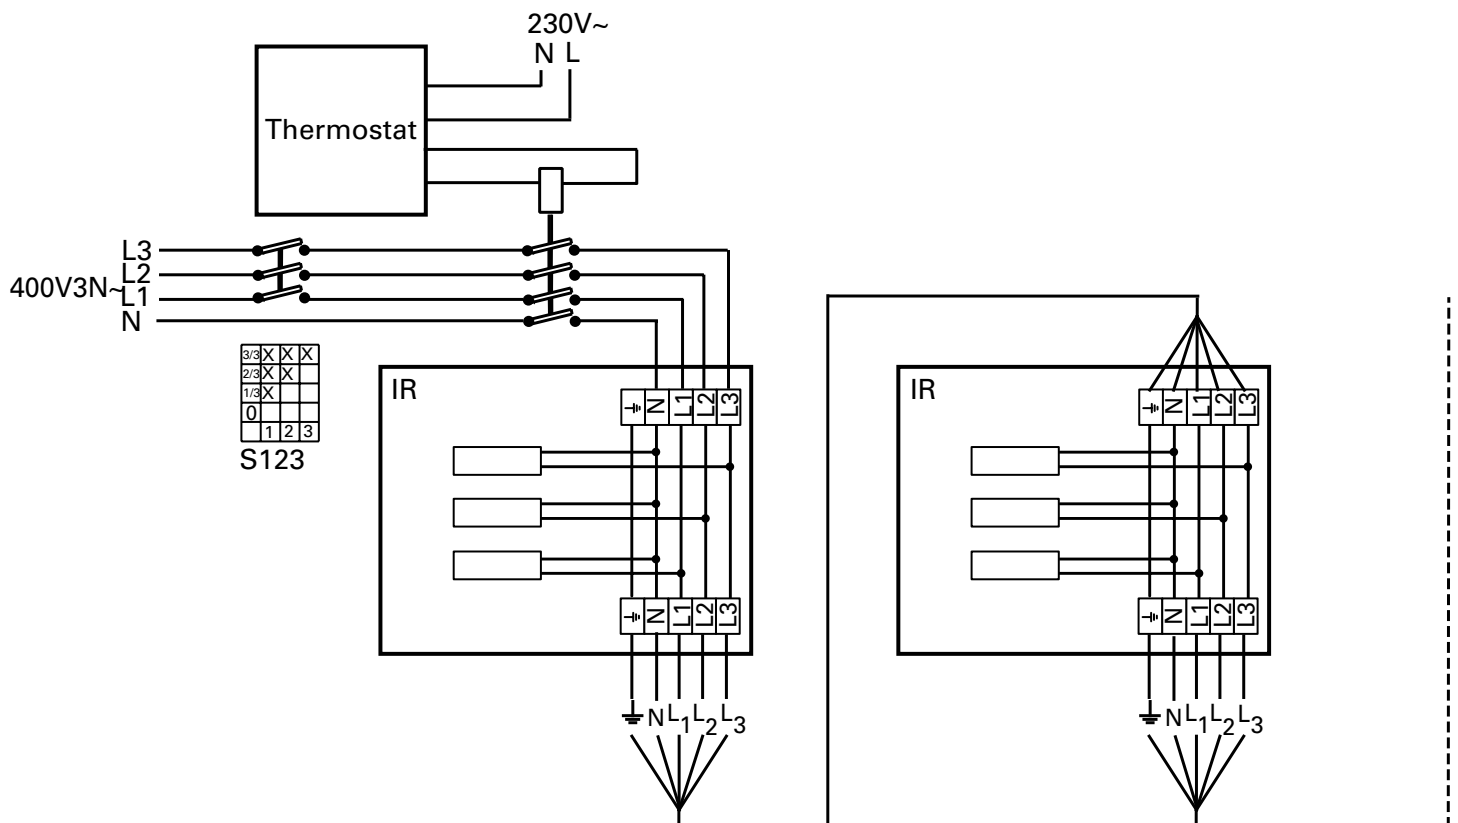 230V~
N L
Thermostat
L3
L2
400V3N~
L1
N
3/3 X X X
2/3 X X
1/3 X
0
1 2 3
S123
IR
N L1 L2 L3
N L1 L2 L3
N L1 L2 L3
IR
N L1 L2 L3
N L1 L2 L3
N L1 L2 L3